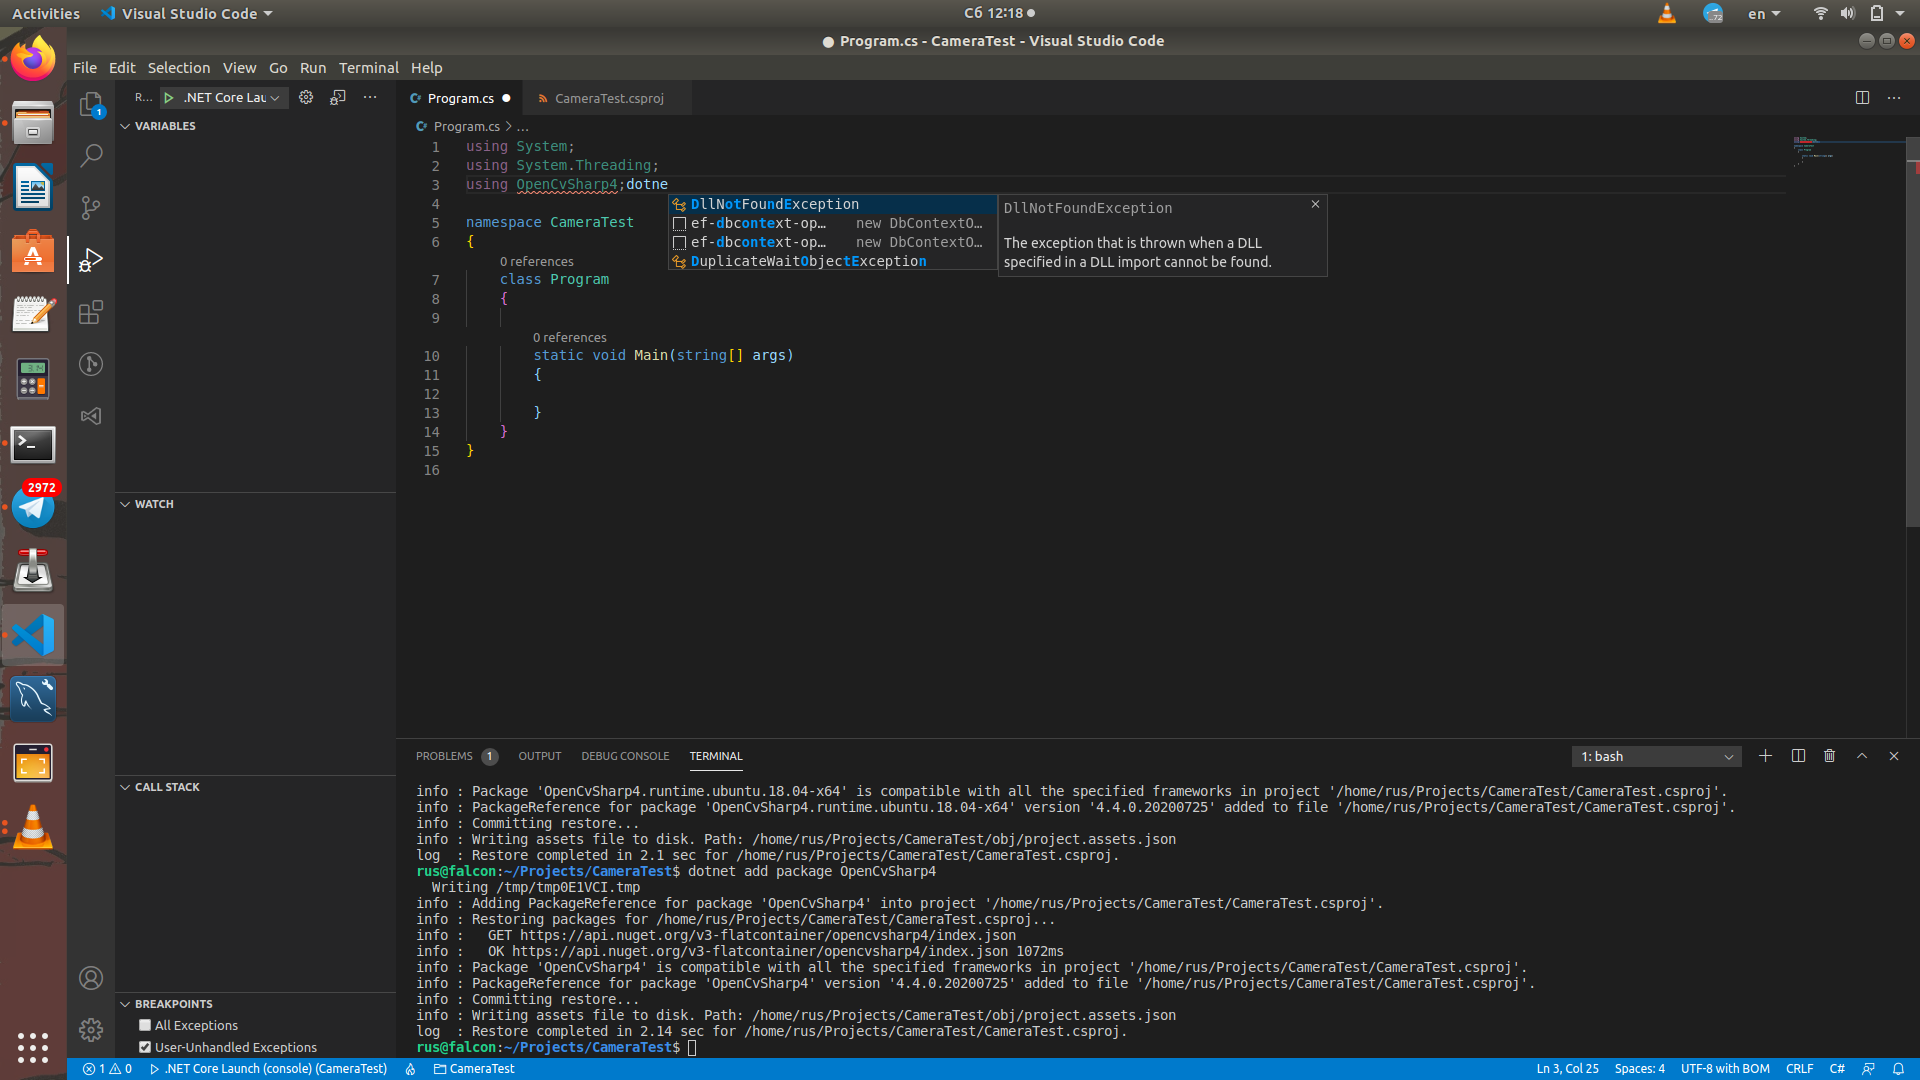 Activities
Visual Studio Code
Сб 12:18
72
en
● Program.cs - CameraTest - Visual Studio Code
File Edit Selection View Go Run Terminal Help
R... .NET Core Lau
VARIABLES
WATCH
CALL STACK
BREAKPOINTS
All Exceptions
User-Unhandled Exceptions
1
2972
Program.cs
CameraTest.csproj
Program.cs > ...
1 using System;
2 using System.Threading;
3 using OpenCvSharp4;dotne
4
5 namespace CameraTest
6 {
0 references
7 class Program
8 {
9
0 references
10 static void Main(string[] args)
11 {
12
13 }
14 }
15 }
16
DllNotFoundException
ef-dbcontext-op… new DbContextO…
ef-dbcontext-op… new DbContextO…
DuplicateWaitObjectException
DllNotFoundException
The exception that is thrown when a DLL
specified in a DLL import cannot be found.
PROBLEMS 1 OUTPUT DEBUG CONSOLE TERMINAL
1: bash
info : Package 'OpenCvSharp4.runtime.ubuntu.18.04-x64' is compatible with all the specified frameworks in project '/home/rus/Projects/CameraTest/CameraTest.csproj'.
info : PackageReference for package 'OpenCvSharp4.runtime.ubuntu.18.04-x64' version '4.4.0.20200725' added to file '/home/rus/Projects/CameraTest/CameraTest.csproj'.
info : Committing restore...
info : Writing assets file to disk. Path: /home/rus/Projects/CameraTest/obj/project.assets.json
log  : Restore completed in 2.1 sec for /home/rus/Projects/CameraTest/CameraTest.csproj.
rus@falcon:~/Projects/CameraTest$ dotnet add package OpenCvSharp4
Writing /tmp/tmp0E1VCI.tmp
info : Adding PackageReference for package 'OpenCvSharp4' into project '/home/rus/Projects/CameraTest/CameraTest.csproj'.
info : Restoring packages for /home/rus/Projects/CameraTest/CameraTest.csproj...
info :   GET https://api.nuget.org/v3-flatcontainer/opencvsharp4/index.json
info :   OK https://api.nuget.org/v3-flatcontainer/opencvsharp4/index.json 1072ms
info : Package 'OpenCvSharp4' is compatible with all the specified frameworks in project '/home/rus/Projects/CameraTest/CameraTest.csproj'.
info : PackageReference for package 'OpenCvSharp4' version '4.4.0.20200725' added to file '/home/rus/Projects/CameraTest/CameraTest.csproj'.
info : Committing restore...
info : Writing assets file to disk. Path: /home/rus/Projects/CameraTest/obj/project.assets.json
log  : Restore completed in 2.14 sec for /home/rus/Projects/CameraTest/CameraTest.csproj.
rus@falcon:~/Projects/CameraTest$
1 0 .NET Core Launch (console) (CameraTest) CameraTest
Ln 3, Col 25 Spaces: 4 UTF-8 with BOM CRLF C#